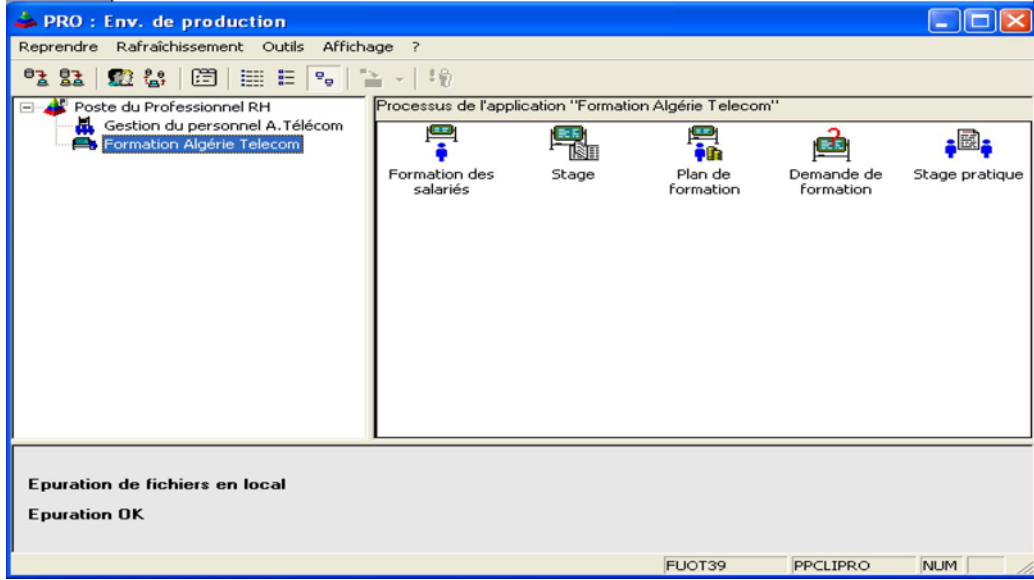 PRO : Env. de production
Reprendre Rafraîchissement Outils Affichage ?
Poste du Professionnel RH
Gestion du personnel A.Télécom
Formation Algérie Telecom
Processus de l'application "Formation Algérie Telecom"
Formation des salariés
Stage
Plan de formation
Demande de formation
Stage pratique
Epuration de fichiers en local
Epuration OK
FUOT39 PPCLIPRO NUM